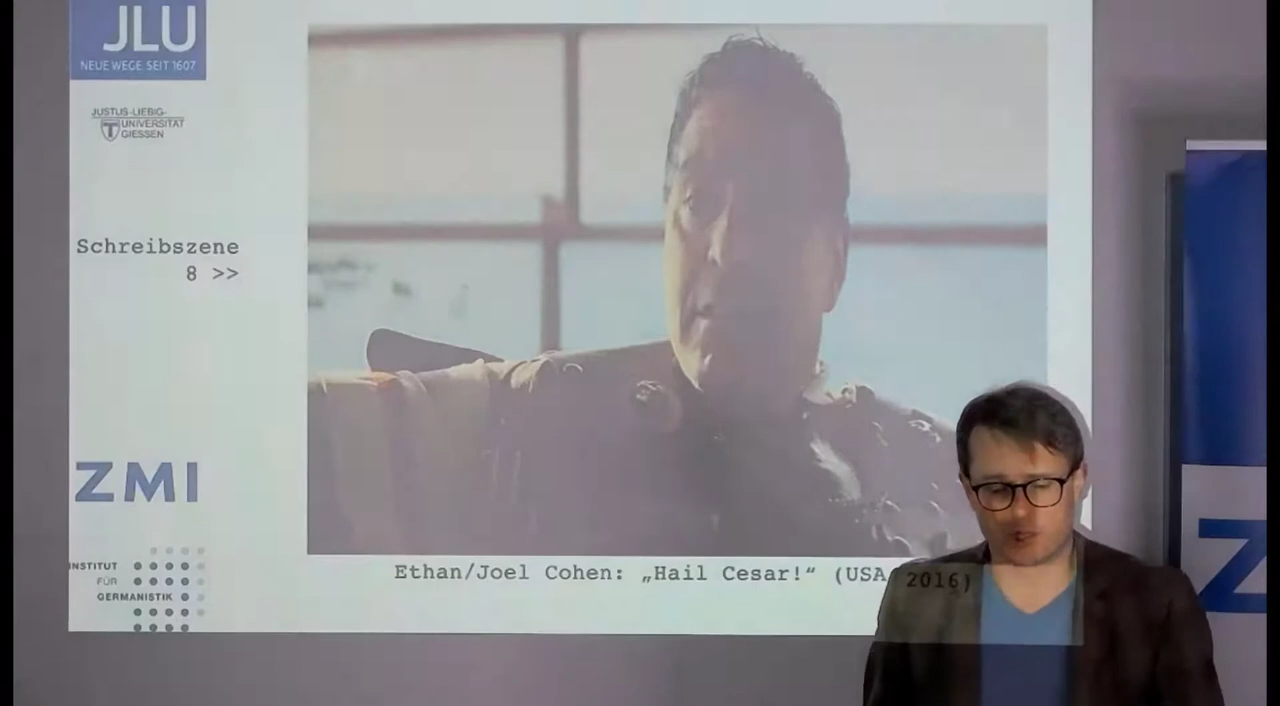 JLU
NEUE WEGE. SEIT 1607
JUSTUS-LIEBIG-
UNIVERSITÄT
GIESSEN
Schreibszene
8 >>
ZMI
INSTITUT
FÜR
GERMANISTIK
Ethan/Joel Cohen: „Hail Cesar!“ (USA 2016)
Z